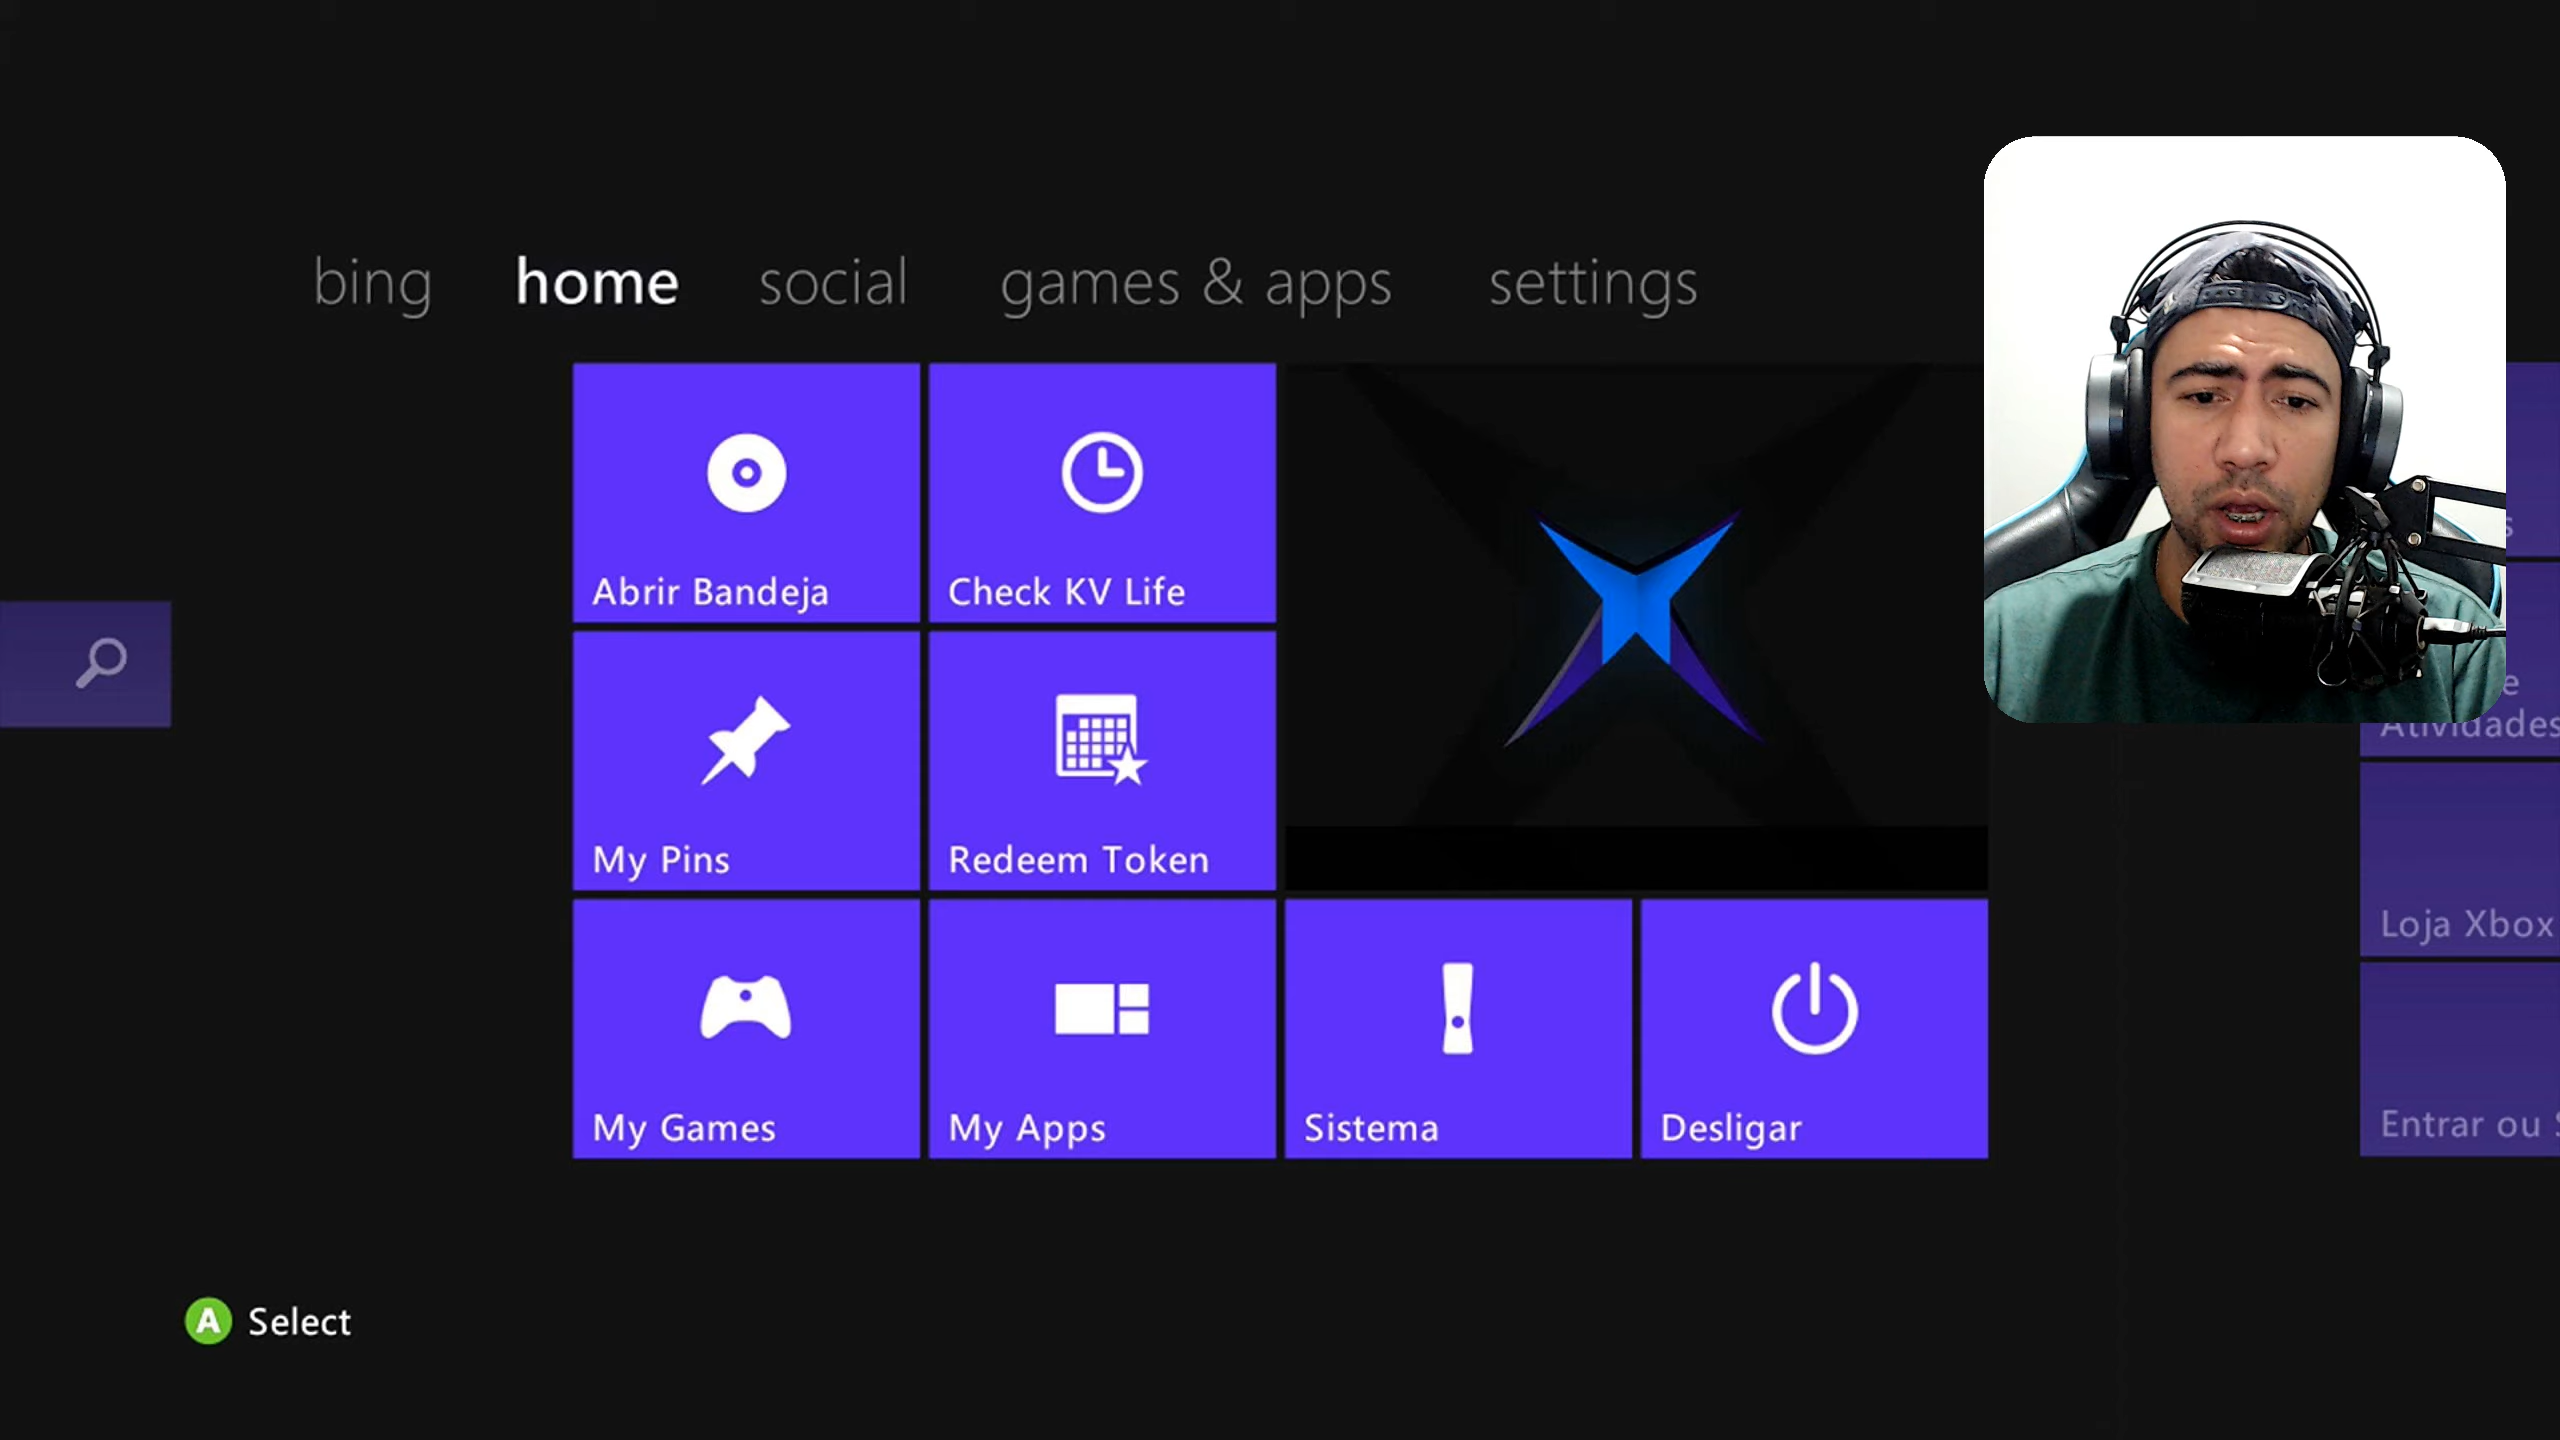 bing home social games & apps settings
Abrir Bandeja
Check KV Life
My Pins
Redeem Token
My Games
My Apps
Sistema
Desligar
Atividades
Loja Xbox
Entrar ou
A Select